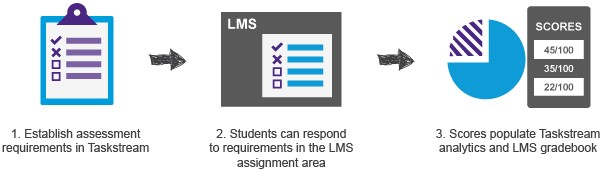 LMS
SCORES
45/100
35/100
22/100
1. Establish assessment
requirements in Taskstream
2. Students can respond
to requirements in the LMS
assignment area
3. Scores populate Taskstream
analytics and LMS gradebook